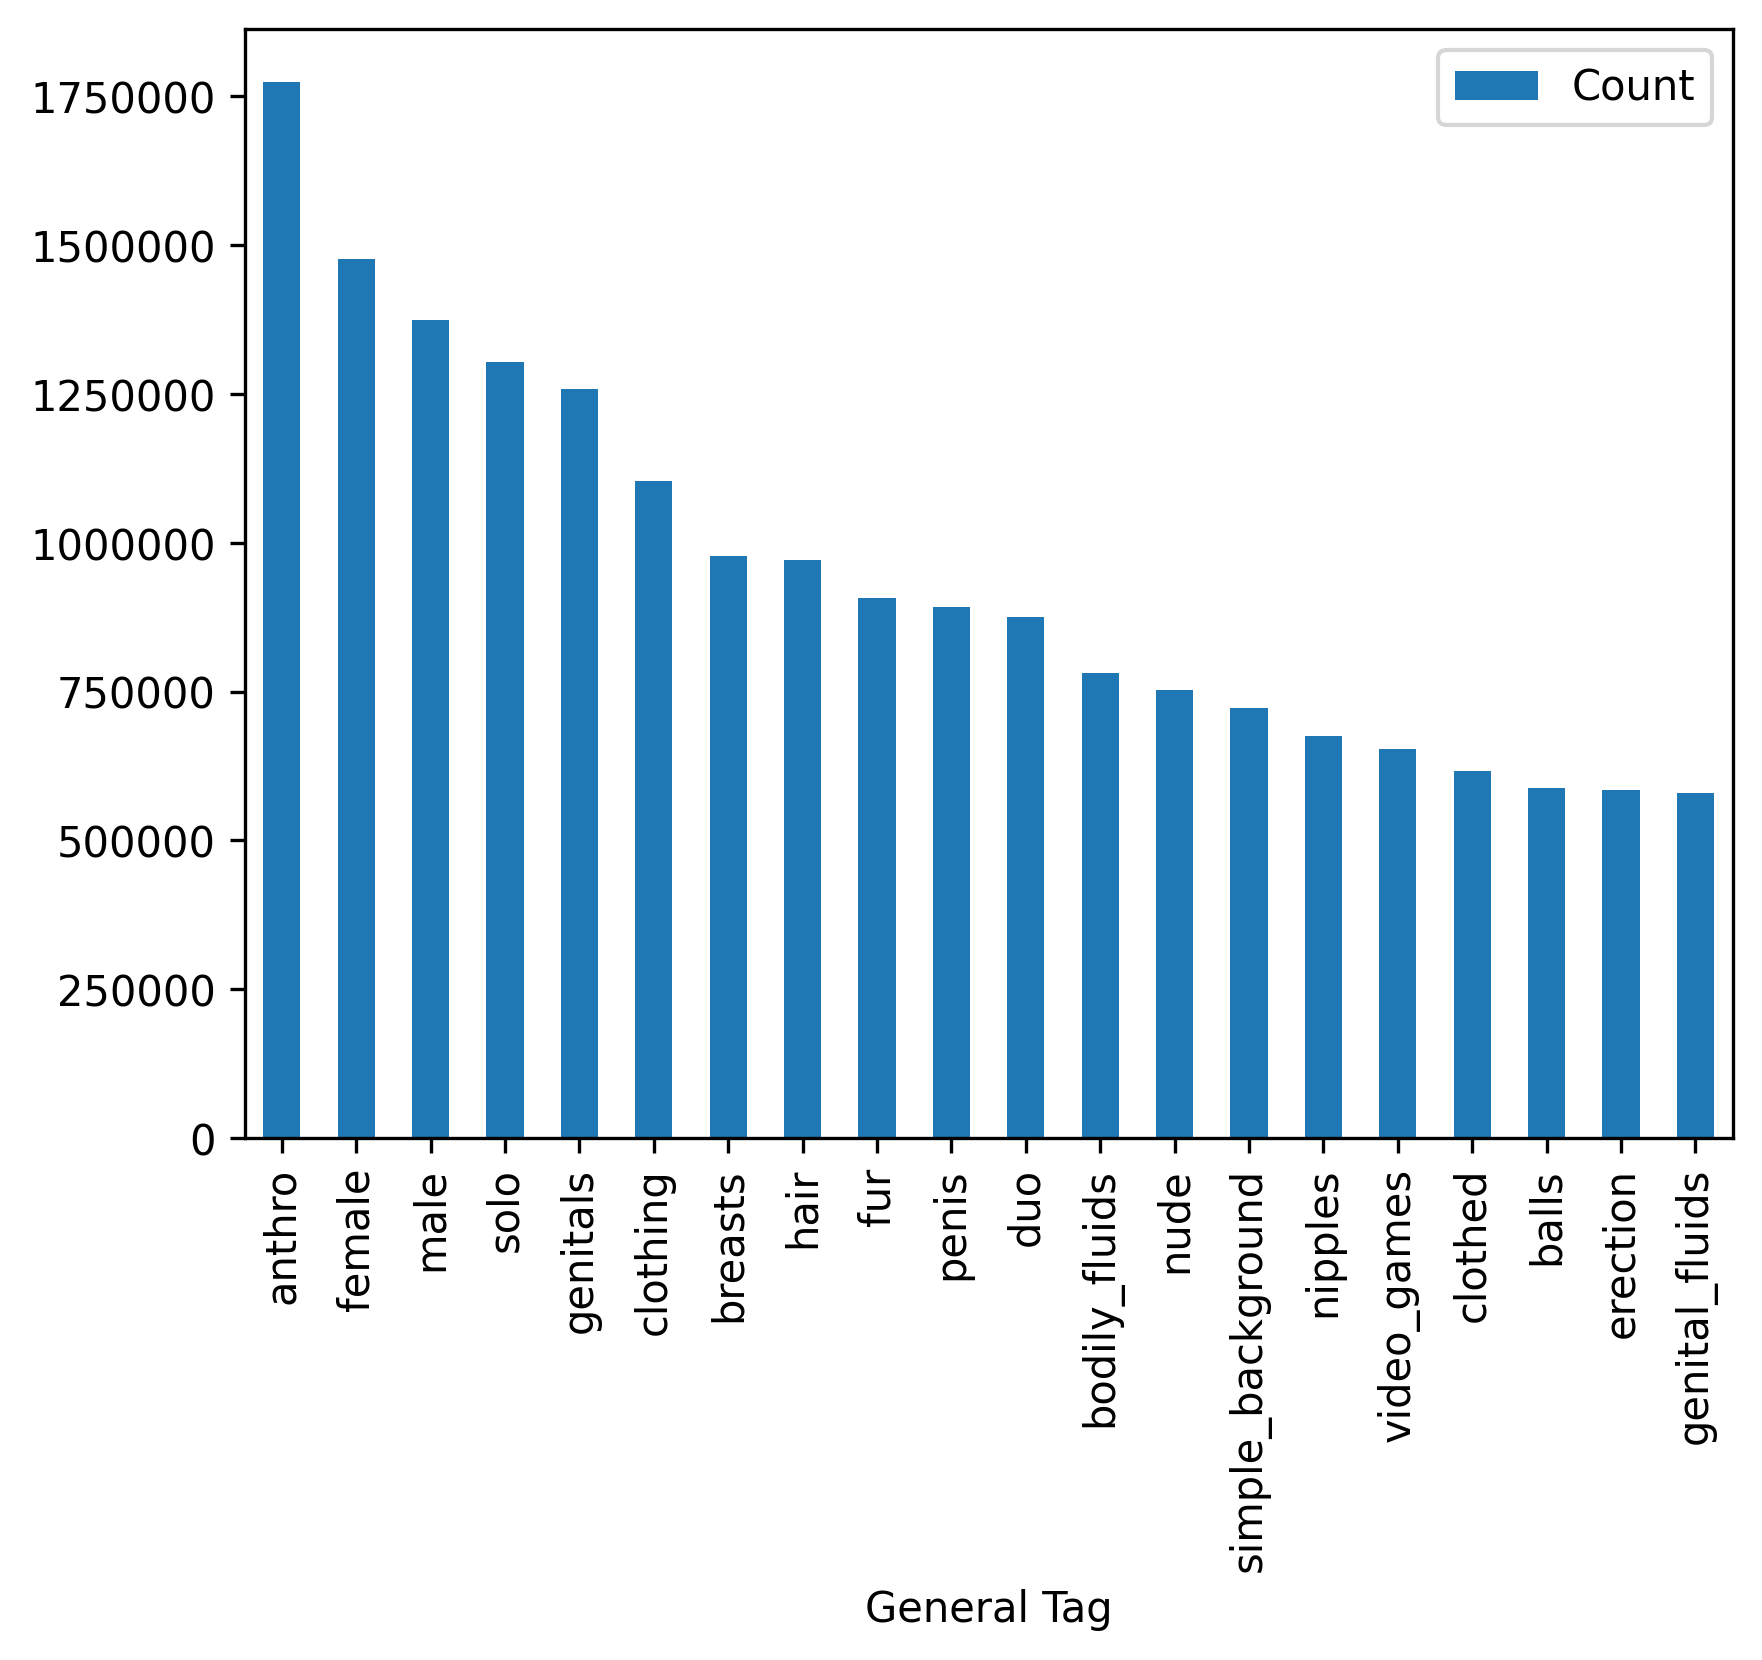 1750000
1500000
1250000
1000000
750000
500000
250000
0
Count
anthro
female
male
solo
genitals
clothing
breasts
hair
fur
penis
duo
bodily_fluids
nude
simple_background
nipples
video_games
clothed
balls
erection
genital_fluids
General Tag